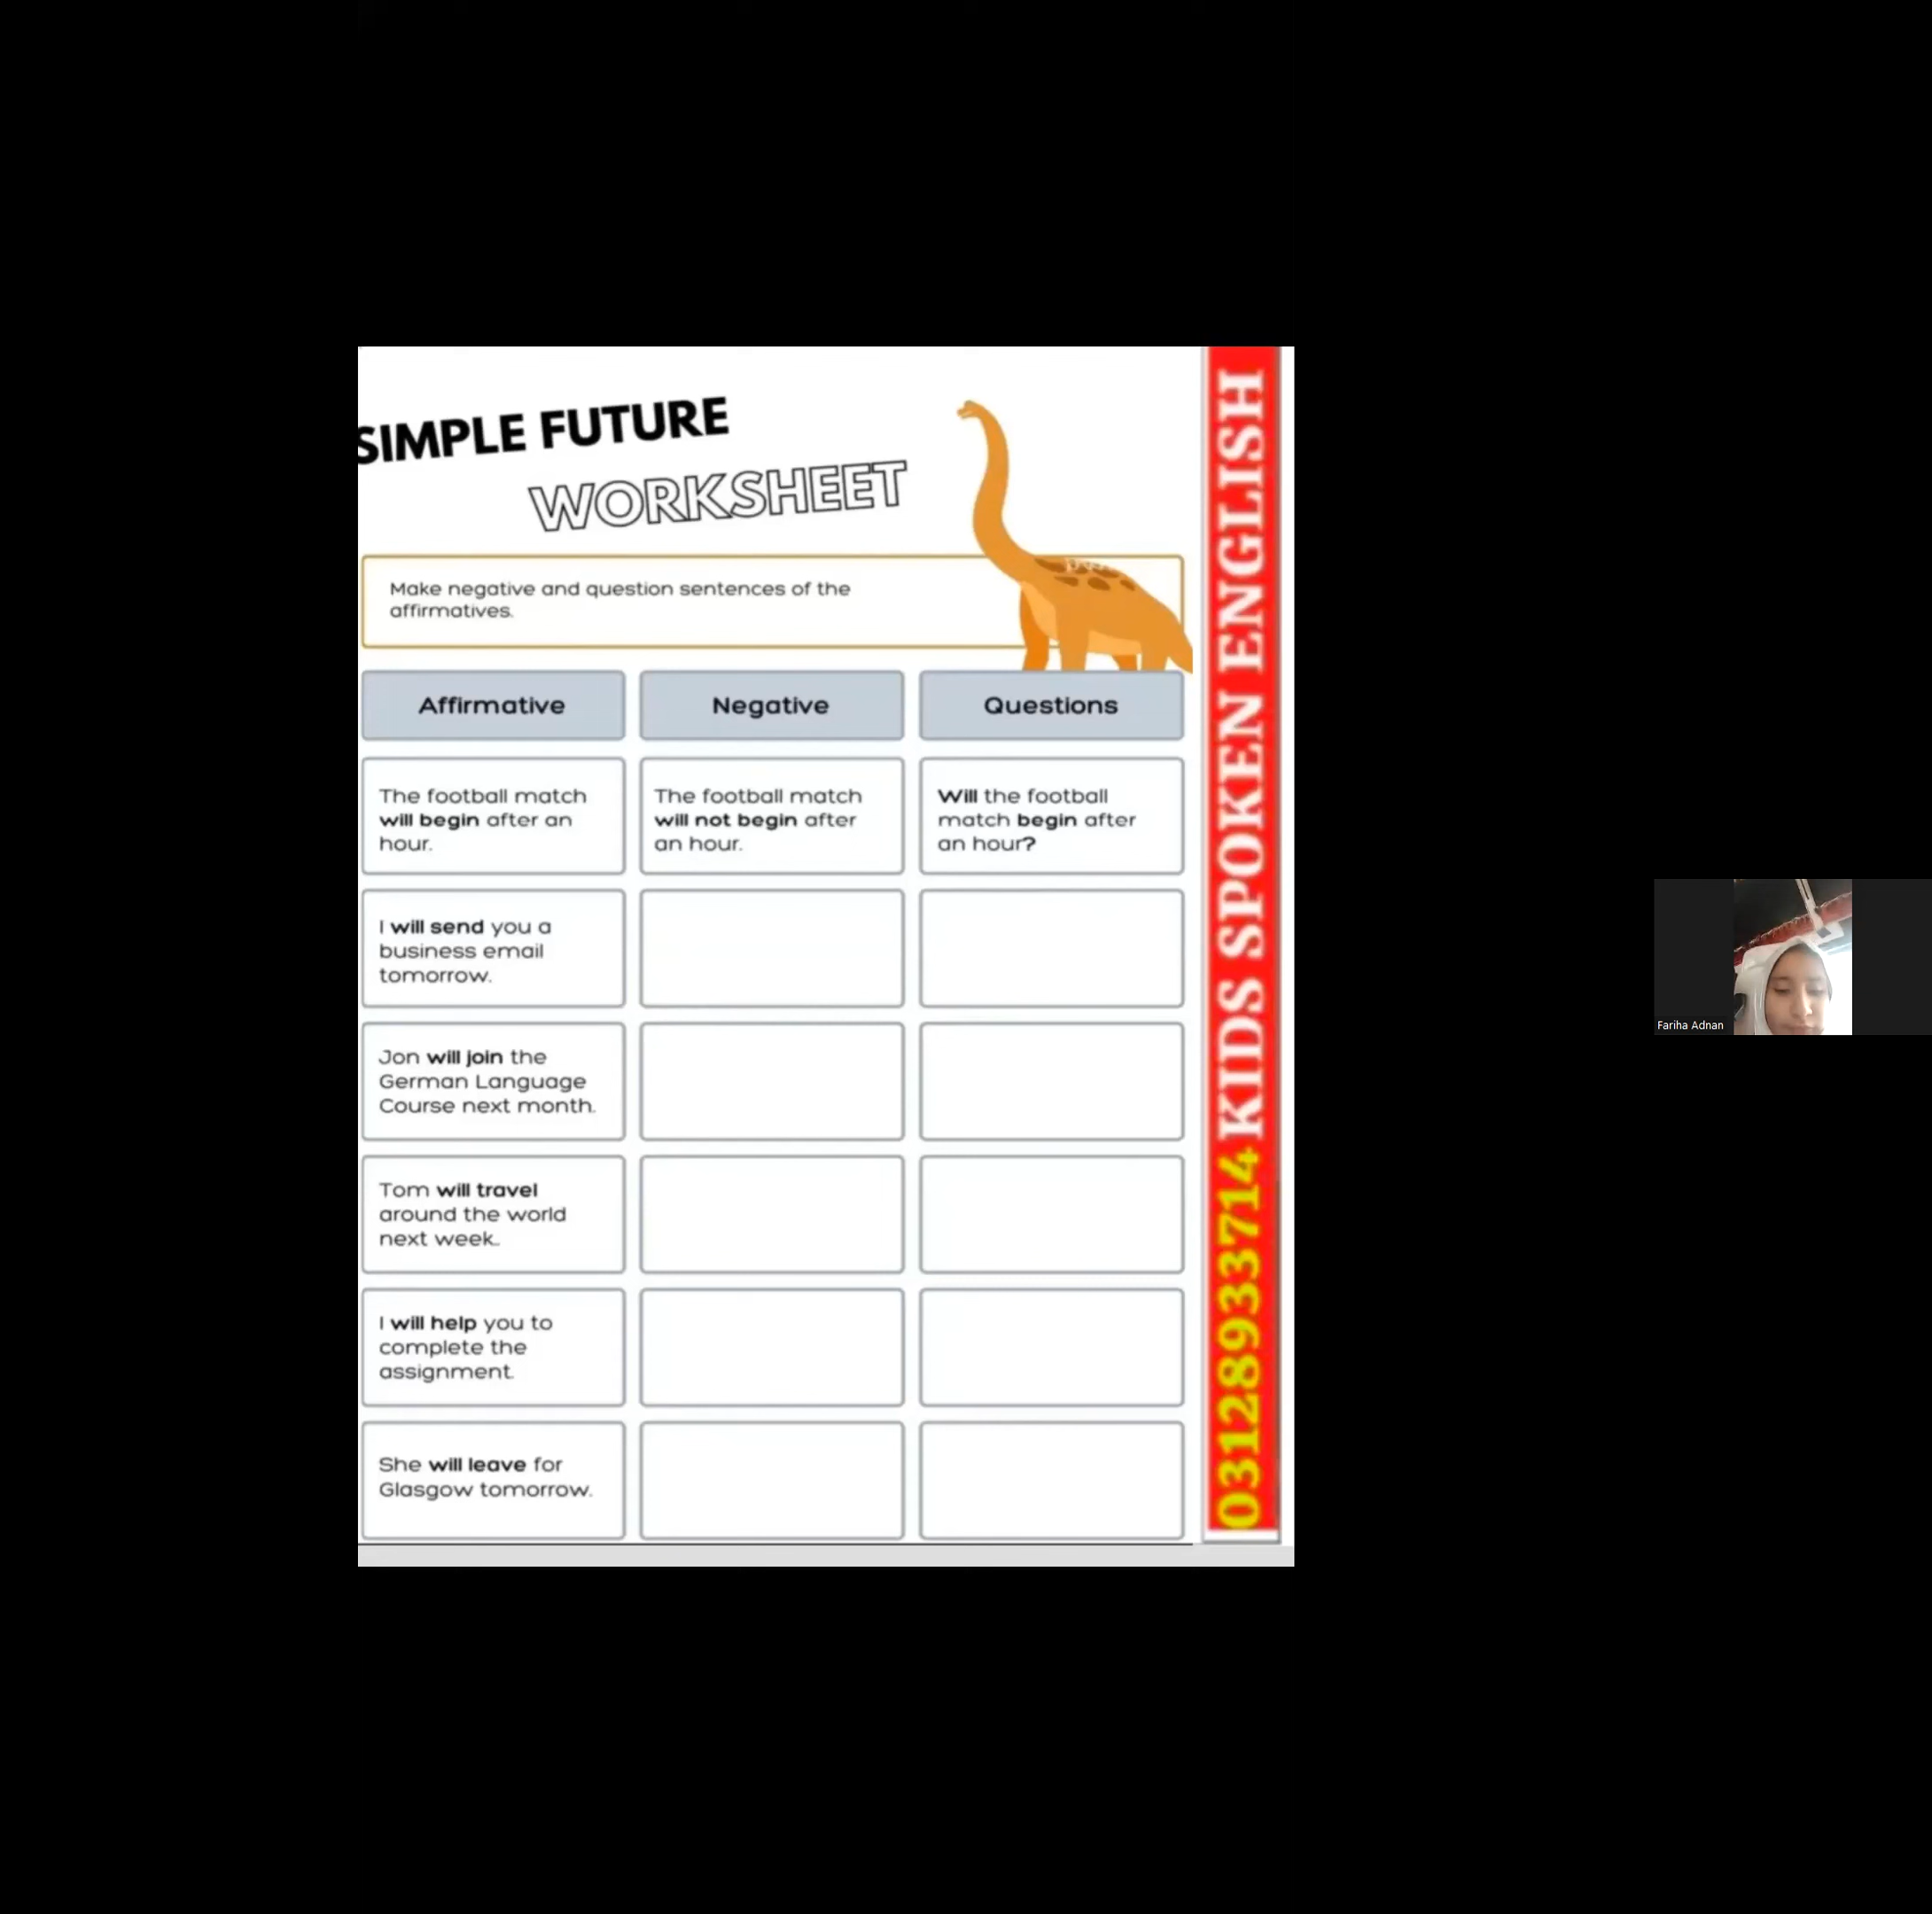 SIMPLE FUTURE
WORKSHEET
Make negative and question sentences of the
affirmatives.
Affirmative
Negative
Questions
The football match
will begin after an
hour.
The football match
will not begin after
an hour.
Will the football
match begin after
an hour?
I will send you a
business email
tomorrow.
Jon will join the
German Language
Course next month.
Tom will travel
around the world
next week.
I will help you to
complete the
assignment.
She will leave for
Glasgow tomorrow.
03128933714 KIDS SPOKEN ENGLISH
Fariha Adnan